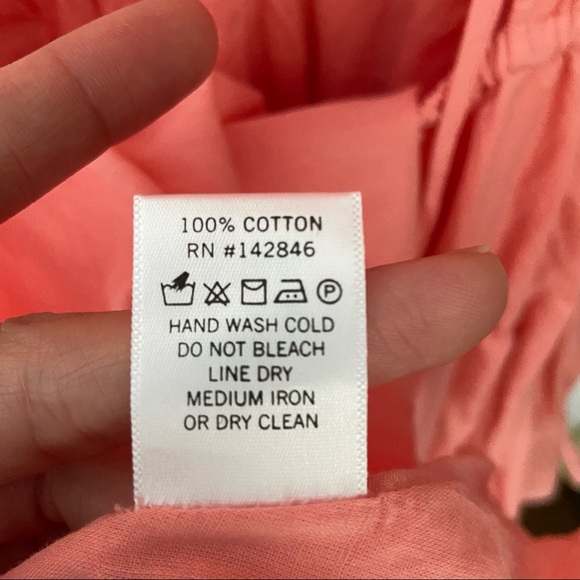 100% COTTON
RN #142846
P
HAND WASH COLD
DO NOT BLEACH
LINE DRY
MEDIUM IRON
OR DRY CLEAN